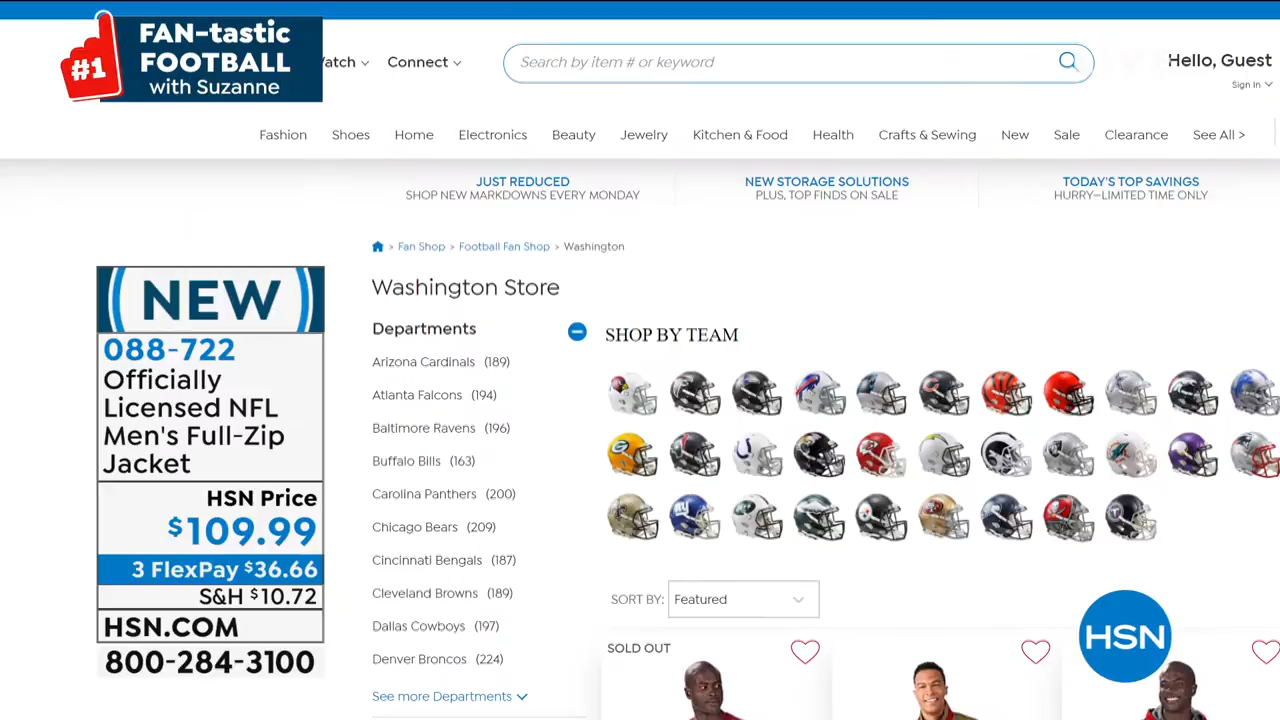 FAN-tastic
FOOTBALL
with Suzanne
#1
Connect
Search by item # or keyword
Hello, Guest
Sign In
Fashion Shoes Home Electronics Beauty Jewelry Kitchen & Food Health Crafts & Sewing New Sale Clearance See All >
JUST REDUCED
SHOP NEW MARKDOWNS EVERY MONDAY
NEW STORAGE SOLUTIONS
PLUS, TOP FINDS ON SALE
TODAY'S TOP SAVINGS
HURRY—LIMITED TIME ONLY
> Fan Shop > Football Fan Shop > Washington
NEW
088-722
Officially
Licensed NFL
Men's Full-Zip
Jacket
HSN Price
$109.99
3 FlexPay $36.66
S&H $10.72
HSN.COM
800-284-3100
Washington Store
Departments
Arizona Cardinals (189)
Atlanta Falcons (194)
Baltimore Ravens (196)
Buffalo Bills (163)
Carolina Panthers (200)
Chicago Bears (209)
Cincinnati Bengals (187)
Cleveland Browns (189)
Dallas Cowboys (197)
Denver Broncos (224)
See more Departments
SHOP BY TEAM
SORT BY: Featured
SOLD OUT
HSN